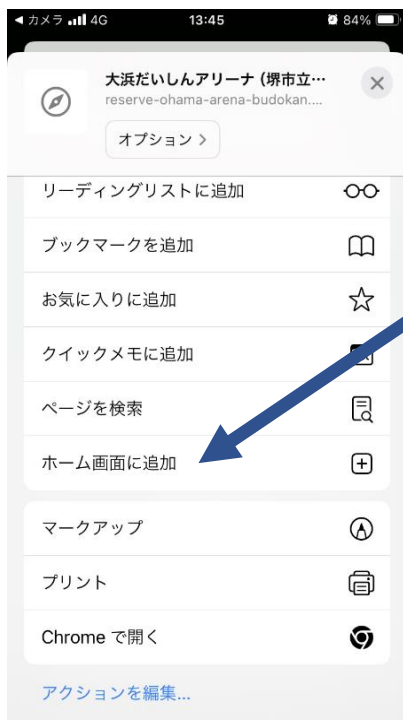 ◀ カメラ 4G 13:45 84%
大浜だいしんアリーナ (堺市立…
reserve-ohama-arena-budokan....
オプション >
リーディングリストに追加
ブックマークを追加
お気に入りに追加
クイックメモに追加
ページを検索
ホーム画面に追加
マークアップ
プリント
Chrome で開く
アクションを編集...